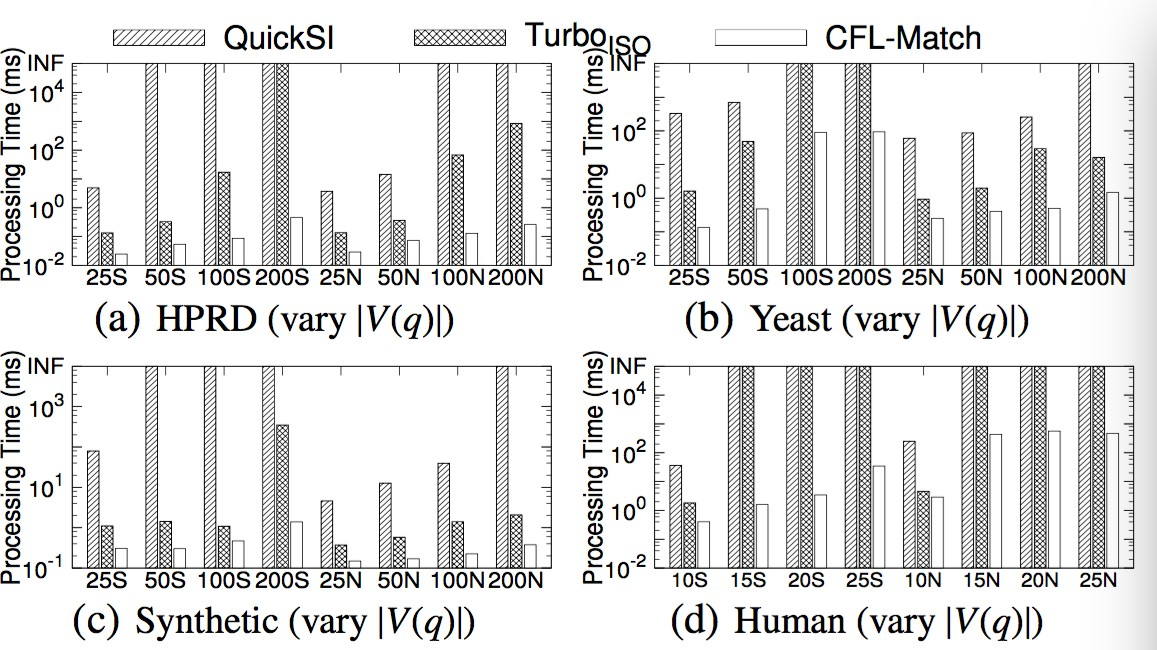 QuickSI TurboISO CFL-Match
Processing Time (ms)
INF
10^4
10^2
10^0
10^-2
25S 50S 100S 200S 25N 50N 100N 200N
(a) HPRD (vary |V(q)|)
Processing Time (ms)
INF
10^2
10^0
10^-2
25S 50S 100S 200S 25N 50N 100N 200N
(b) Yeast (vary |V(q)|)
Processing Time (ms)
INF
10^3
10^1
10^-1
25S 50S 100S 200S 25N 50N 100N 200N
(c) Synthetic (vary |V(q)|)
Processing Time (ms)
INF
10^4
10^2
10^0
10^-2
10S 15S 20S 25S 10N 15N 20N 25N
(d) Human (vary |V(q)|)